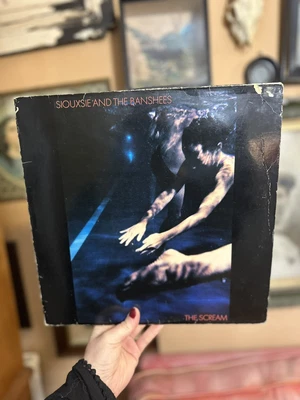 SIOUXSIE AND THE BANSHEES
THE SCREAM